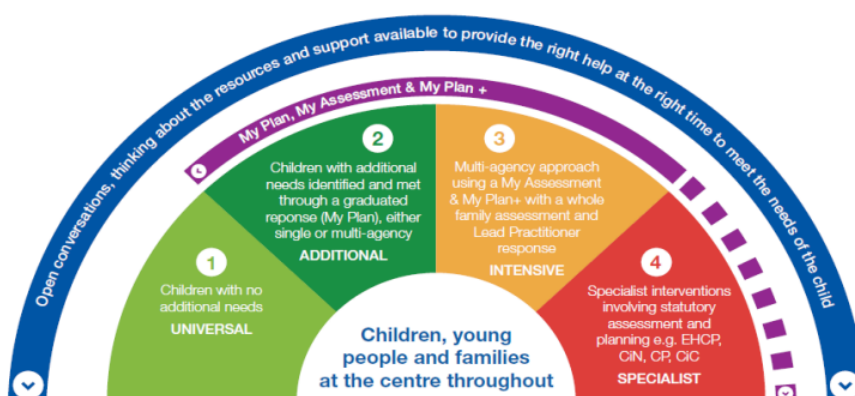 Open conversations, thinking about the resources and support available to provide the right help at the right time to meet the needs of the child
My Plan, My Assessment & My Plan +
1
Children with no
additional needs
UNIVERSAL
2
Children with additional
needs identified and met
through a graduated
reponse (My Plan), either
single or multi-agency
ADDITIONAL
3
Multi-agency approach
using a My Assessment
& My Plan+ with a whole
family assessment and
Lead Practitioner
response
INTENSIVE
4
Specialist interventions
involving statutory
assessment and
planning e.g. EHCP,
CiN, CP, CiC
SPECIALIST
Children, young
people and families
at the centre throughout